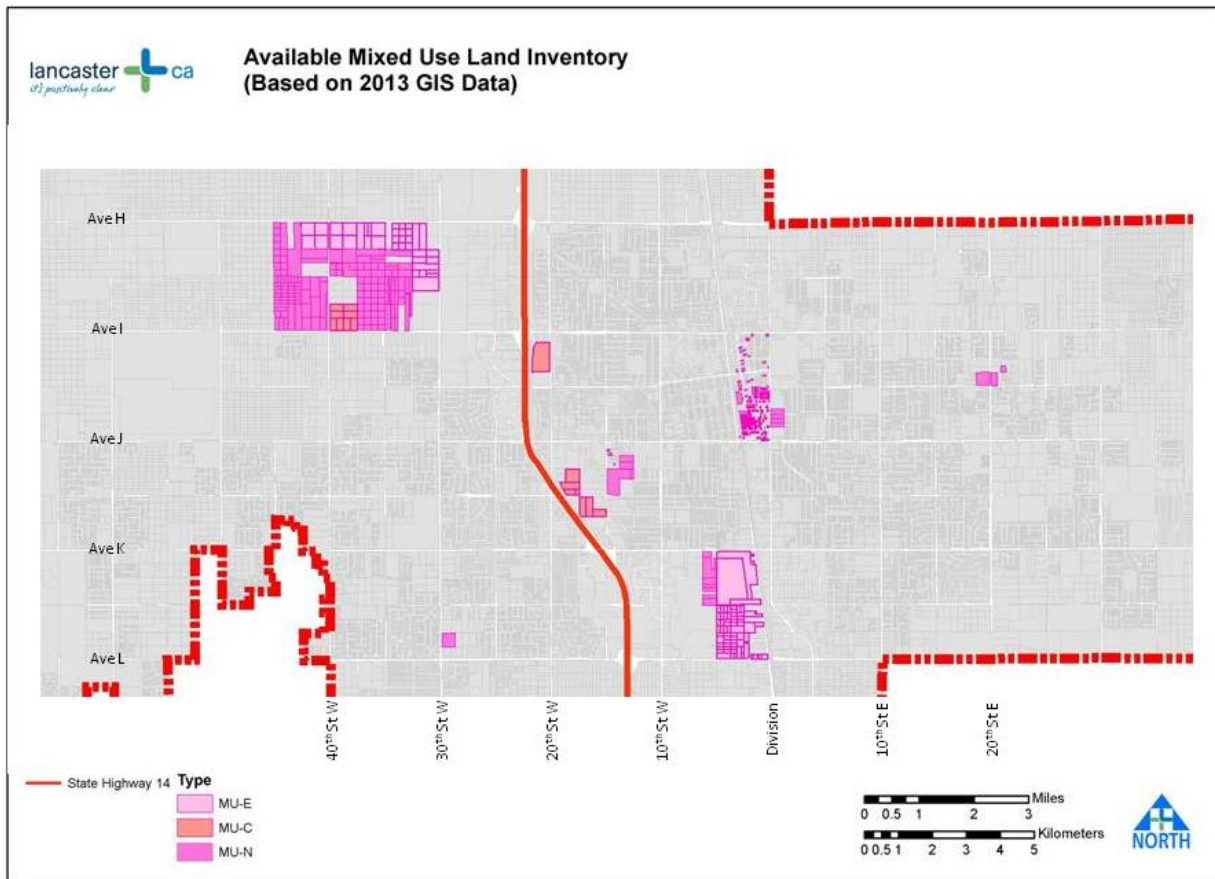 lancaster ca
it's positively clear
Available Mixed Use Land Inventory
(Based on 2013 GIS Data)
Ave H
Ave I
Ave J
Ave K
Ave L
40th St W
30th St W
20th St W
10th St W
Division
10th St E
20th St E
State Highway 14
Type
MU-E
MU-C
MU-N
Miles
0 0.5 1 2 3
Kilometers
0 0.5 1 2 3 4 5
NORTH